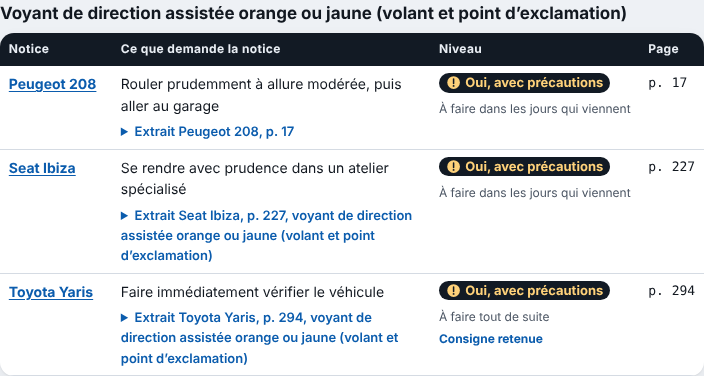 Voyant de direction assistée orange ou jaune (volant et point d’exclamation)
Notice Ce que demande la notice Niveau Page
Peugeot 208 Rouler prudemment à allure modérée, puis Oui, avec précautions p. 17
aller au garage À faire dans les jours qui viennent
Extrait Peugeot 208, p. 17
Seat Ibiza Se rendre avec prudence dans un atelier Oui, avec précautions p. 227
spécialisé À faire dans les jours qui viennent
Extrait Seat Ibiza, p. 227, voyant de direction
assistée orange ou jaune (volant et point
d’exclamation)
Toyota Yaris Faire immédiatement vérifier le véhicule Oui, avec précautions p. 294
Extrait Toyota Yaris, p. 294, voyant de À faire tout de suite
direction assistée orange ou jaune (volant et Consigne retenue
point d’exclamation)